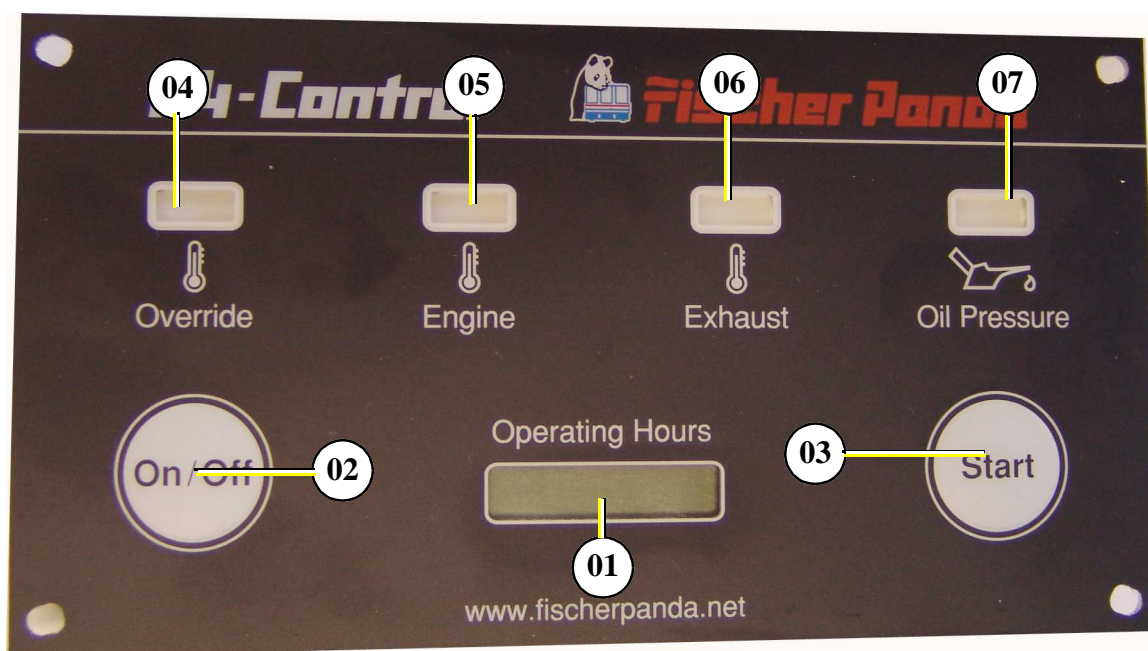 04 05 06 07
Fischer
Override Engine Exhaust Oil Pressure
On/Off
02
Operating Hours
03
Start
01
www.fischerpanda.net